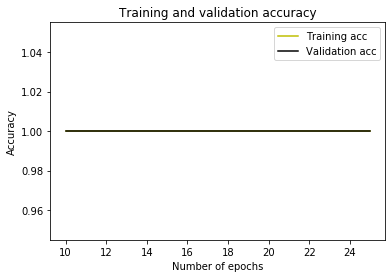 Training and validation accuracy
Training acc
Validation acc
Accuracy
1.04
1.02
1.00
0.98
0.96
10 12 14 16 18 20 22 24
Number of epochs